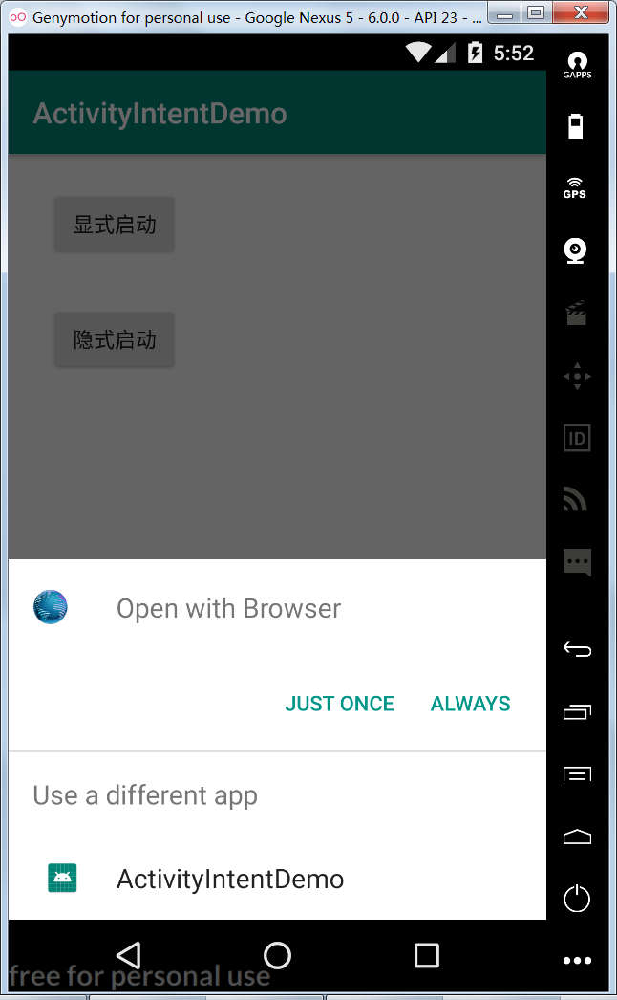 Genymotion for personal use - Google Nexus 5 - 6.0.0 - API 23 - ...
5:52
GAPPS
ActivityIntentDemo
GPS
显式启动
隐式启动
ID
Open with Browser
JUST ONCE
ALWAYS
Use a different app
ActivityIntentDemo
free for personal use